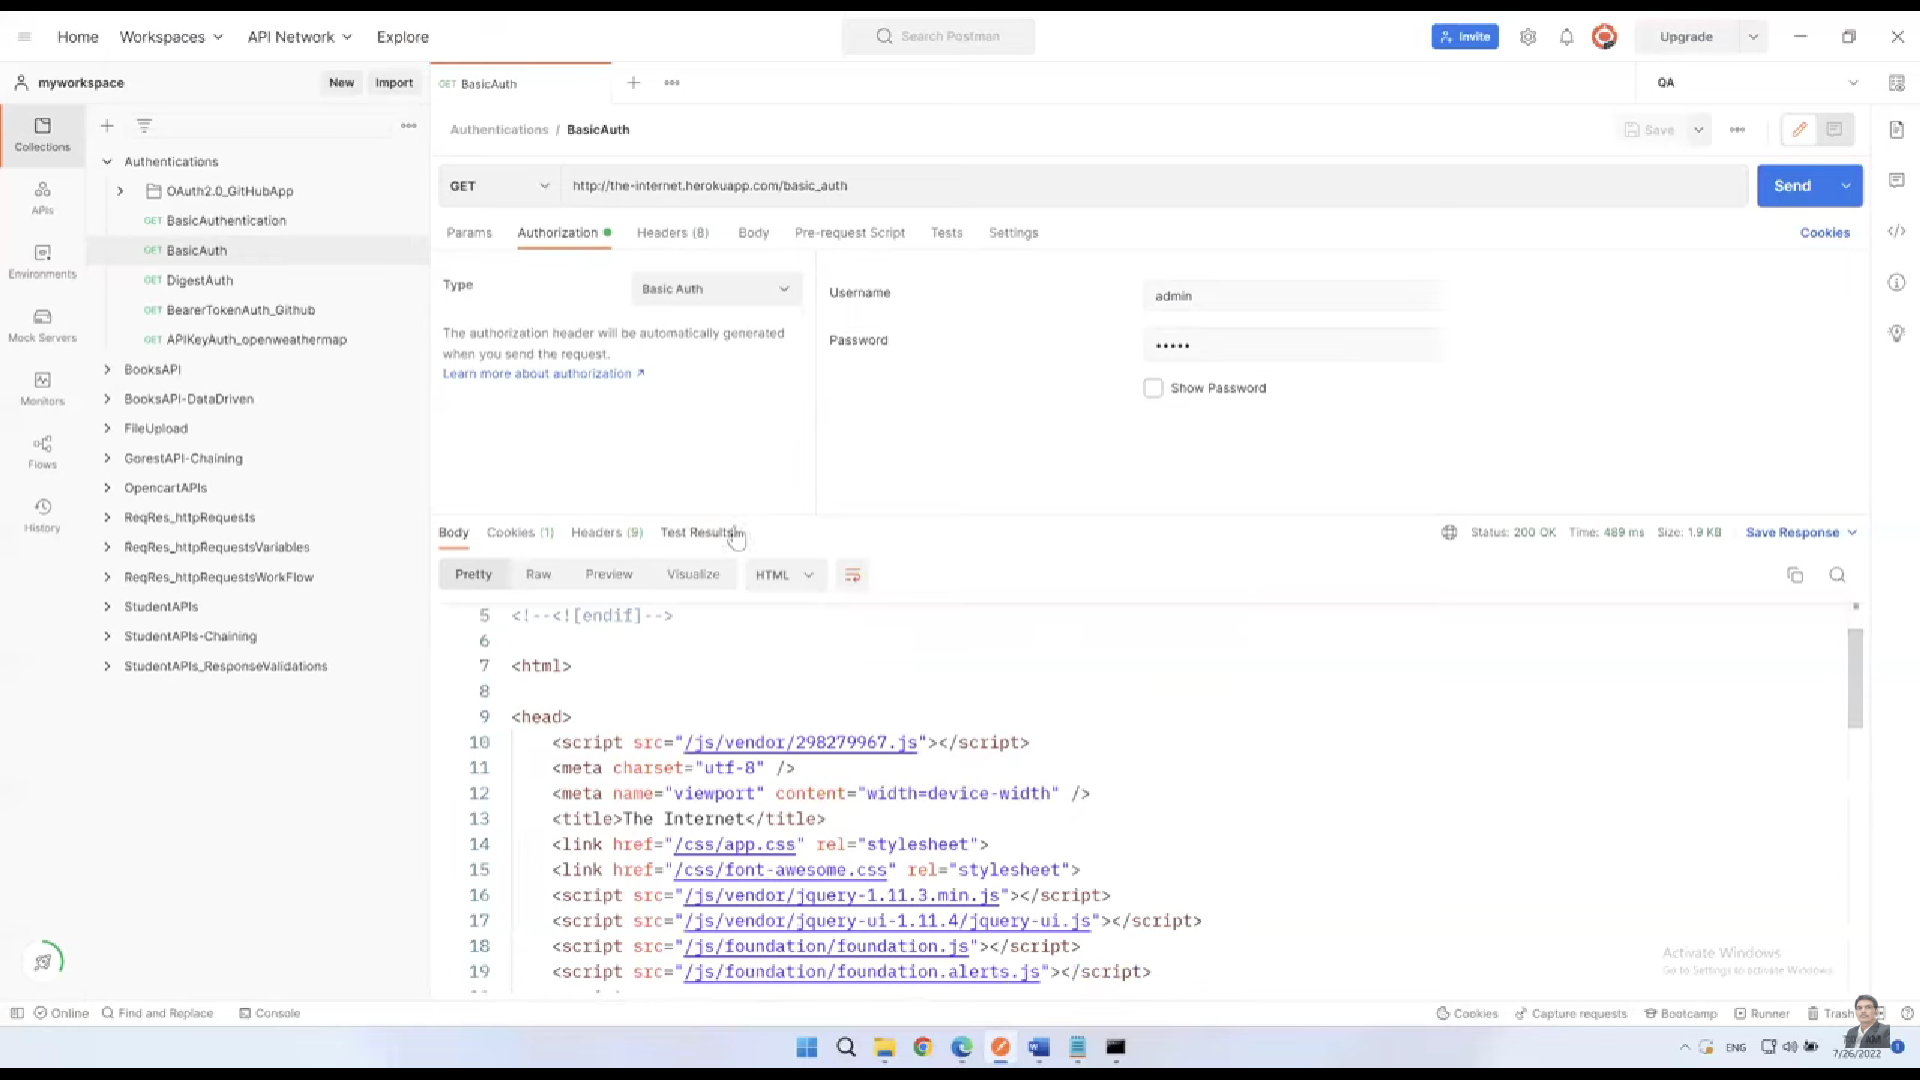 Home Workspaces API Network Explore Search Postman Invite Upgrade
myworkspace New Import GET BasicAuth QA
Collections
APIs
Environments
Mock Servers
Monitors
Flows
History
Authentications
OAuth2.0_GitHubApp
GET BasicAuthentication
GET BasicAuth
GET DigestAuth
GET BearerTokenAuth_Github
GET APIKeyAuth_openweathermap
BooksAPI
BooksAPI-DataDriven
FileUpload
GorestAPI-Chaining
OpencartAPIs
ReqRes_httpRequests
ReqRes_httpRequestsVariables
ReqRes_httpRequestsWorkFlow
StudentAPIs
StudentAPIs-Chaining
StudentAPIs_ResponseValidations
Authentications / BasicAuth Save
GET http://the-internet.herokuapp.com/basic_auth Send
Params Authorization Headers (8) Body Pre-request Script Tests Settings Cookies
Type Basic Auth
The authorization header will be automatically generated
when you send the request.
Learn more about authorization ↗
Username admin
Password •••••
Show Password
Body Cookies (1) Headers (9) Test Results Status: 200 OK Time: 489 ms Size: 1.9 KB Save Response
Pretty Raw Preview Visualize HTML
5 <!--<![endif]-->
6
7 <html>
8
9 <head>
10 <script src="/js/vendor/298279967.js"></script>
11 <meta charset="utf-8" />
12 <meta name="viewport" content="width=device-width" />
13 <title>The Internet</title>
14 <link href="/css/app.css" rel="stylesheet">
15 <link href="/css/font-awesome.css" rel="stylesheet">
16 <script src="/js/vendor/jquery-1.11.3.min.js"></script>
17 <script src="/js/vendor/jquery-ui-1.11.4/jquery-ui.js"></script>
18 <script src="/js/foundation/foundation.js"></script>
19 <script src="/js/foundation/foundation.alerts.js"></script>
Activate Windows
Go to Settings to activate Windows.
Online Find and Replace Console Cookies Capture requests Bootcamp Runner Trash
ENG
7/26/2022